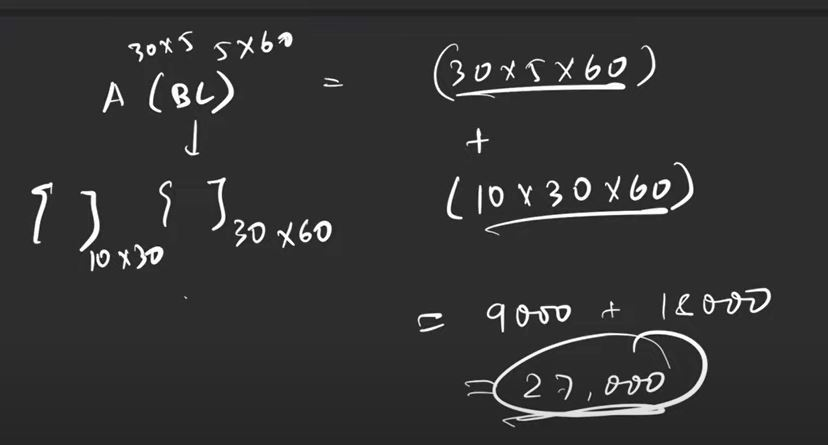 30×5 5×60
A (BC) = (30×5×60)
+
(10×30×60)
[ ]10×30 [ ]30×60
= 9000 + 18000
= 27,000